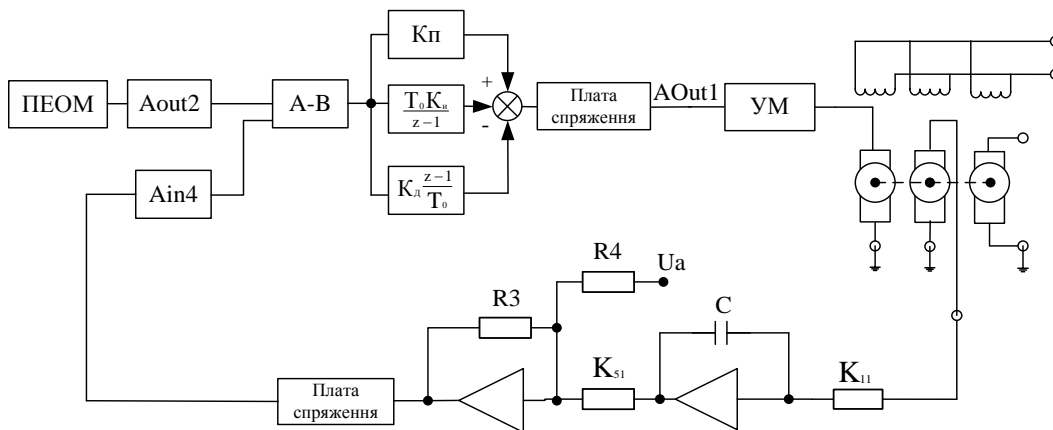 Кп
ПЕОМ
Aout2
A-B
T₀Kи
z−1
+
-
Плата
спряження
AOut1
УМ
Kд z−1
T₀
Ain4
R4
Ua
R3
C
K₅₁
K₁₁
Плата
спряження